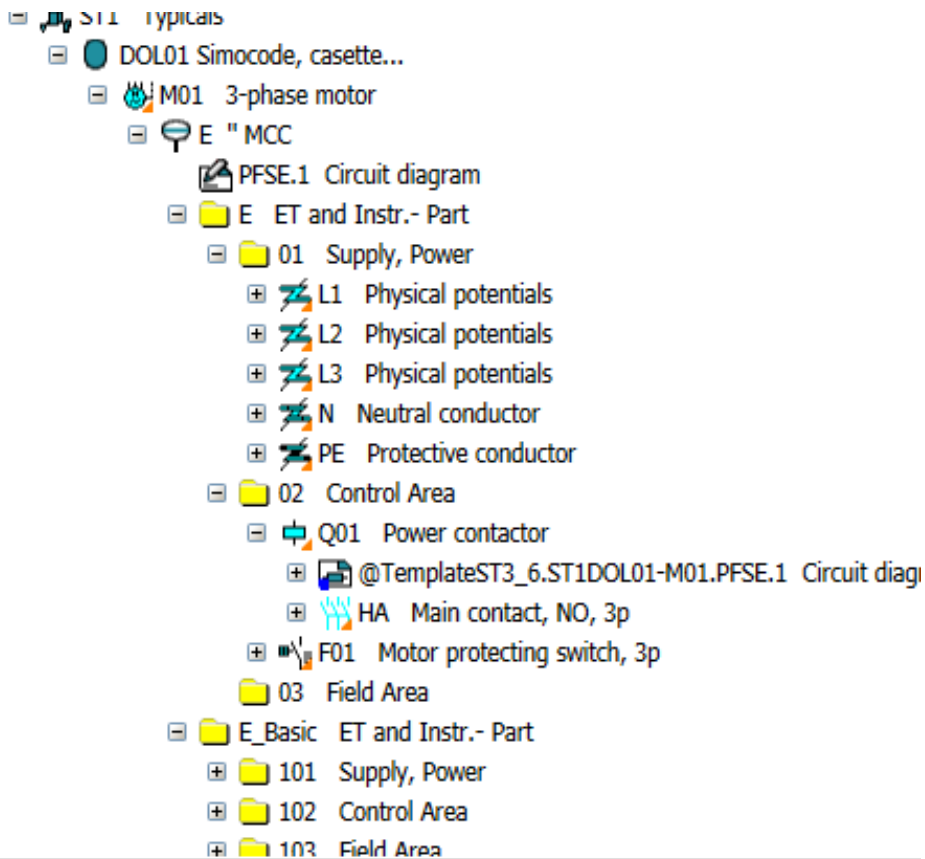 ST1 Typicals
DOL01 Simocode, casette...
M01 3-phase motor
E " MCC
PFSE.1 Circuit diagram
E ET and Instr.- Part
01 Supply, Power
L1 Physical potentials
L2 Physical potentials
L3 Physical potentials
N Neutral conductor
PE Protective conductor
02 Control Area
Q01 Power contactor
@TemplateST3_6.ST1DOL01-M01.PFSE.1 Circuit diagr
HA Main contact, NO, 3p
F01 Motor protecting switch, 3p
03 Field Area
E_Basic ET and Instr.- Part
101 Supply, Power
102 Control Area
103 Field Area